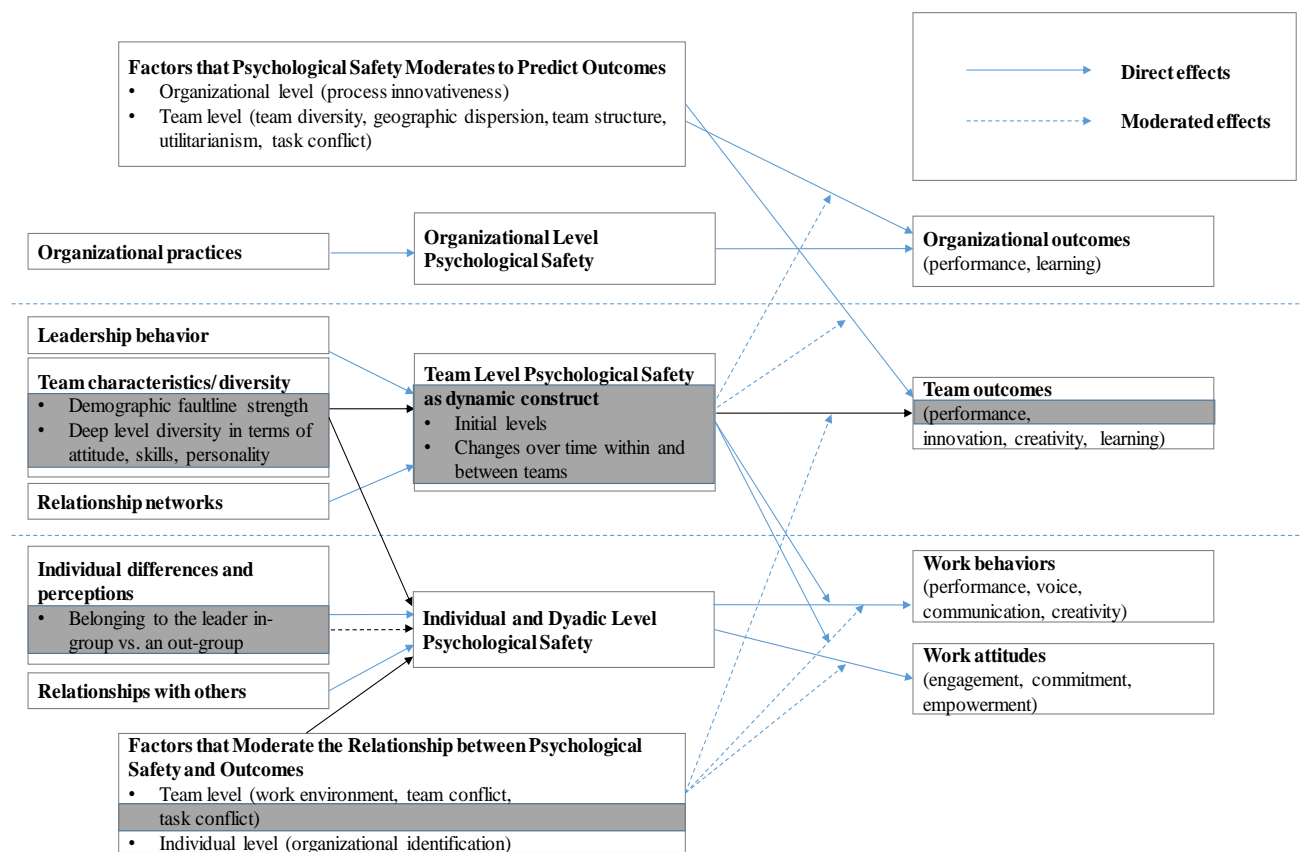 Factors that Psychological Safety Moderates to Predict Outcomes
• Organizational level (process innovativeness)
• Team level (team diversity, geographic dispersion, team structure,
utilitarianism, task conflict)
Direct effects
Moderated effects
Organizational practices
Organizational Level
Psychological Safety
Organizational outcomes
(performance, learning)
Leadership behavior
Team characteristics/ diversity
• Demographic faultline strength
• Deep level diversity in terms of
attitude, skills, personality
Relationship networks
Team Level Psychological Safety
as dynamic construct
• Initial levels
• Changes over time within and
between teams
Team outcomes
(performance,
innovation, creativity, learning)
Individual differences and
perceptions
• Belonging to the leader in-
group vs. an out-group
Relationships with others
Individual and Dyadic Level
Psychological Safety
Work behaviors
(performance, voice,
communication, creativity)
Work attitudes
(engagement, commitment,
empowerment)
Factors that Moderate the Relationship between Psychological
Safety and Outcomes
• Team level (work environment, team conflict,
task conflict)
• Individual level (organizational identification)